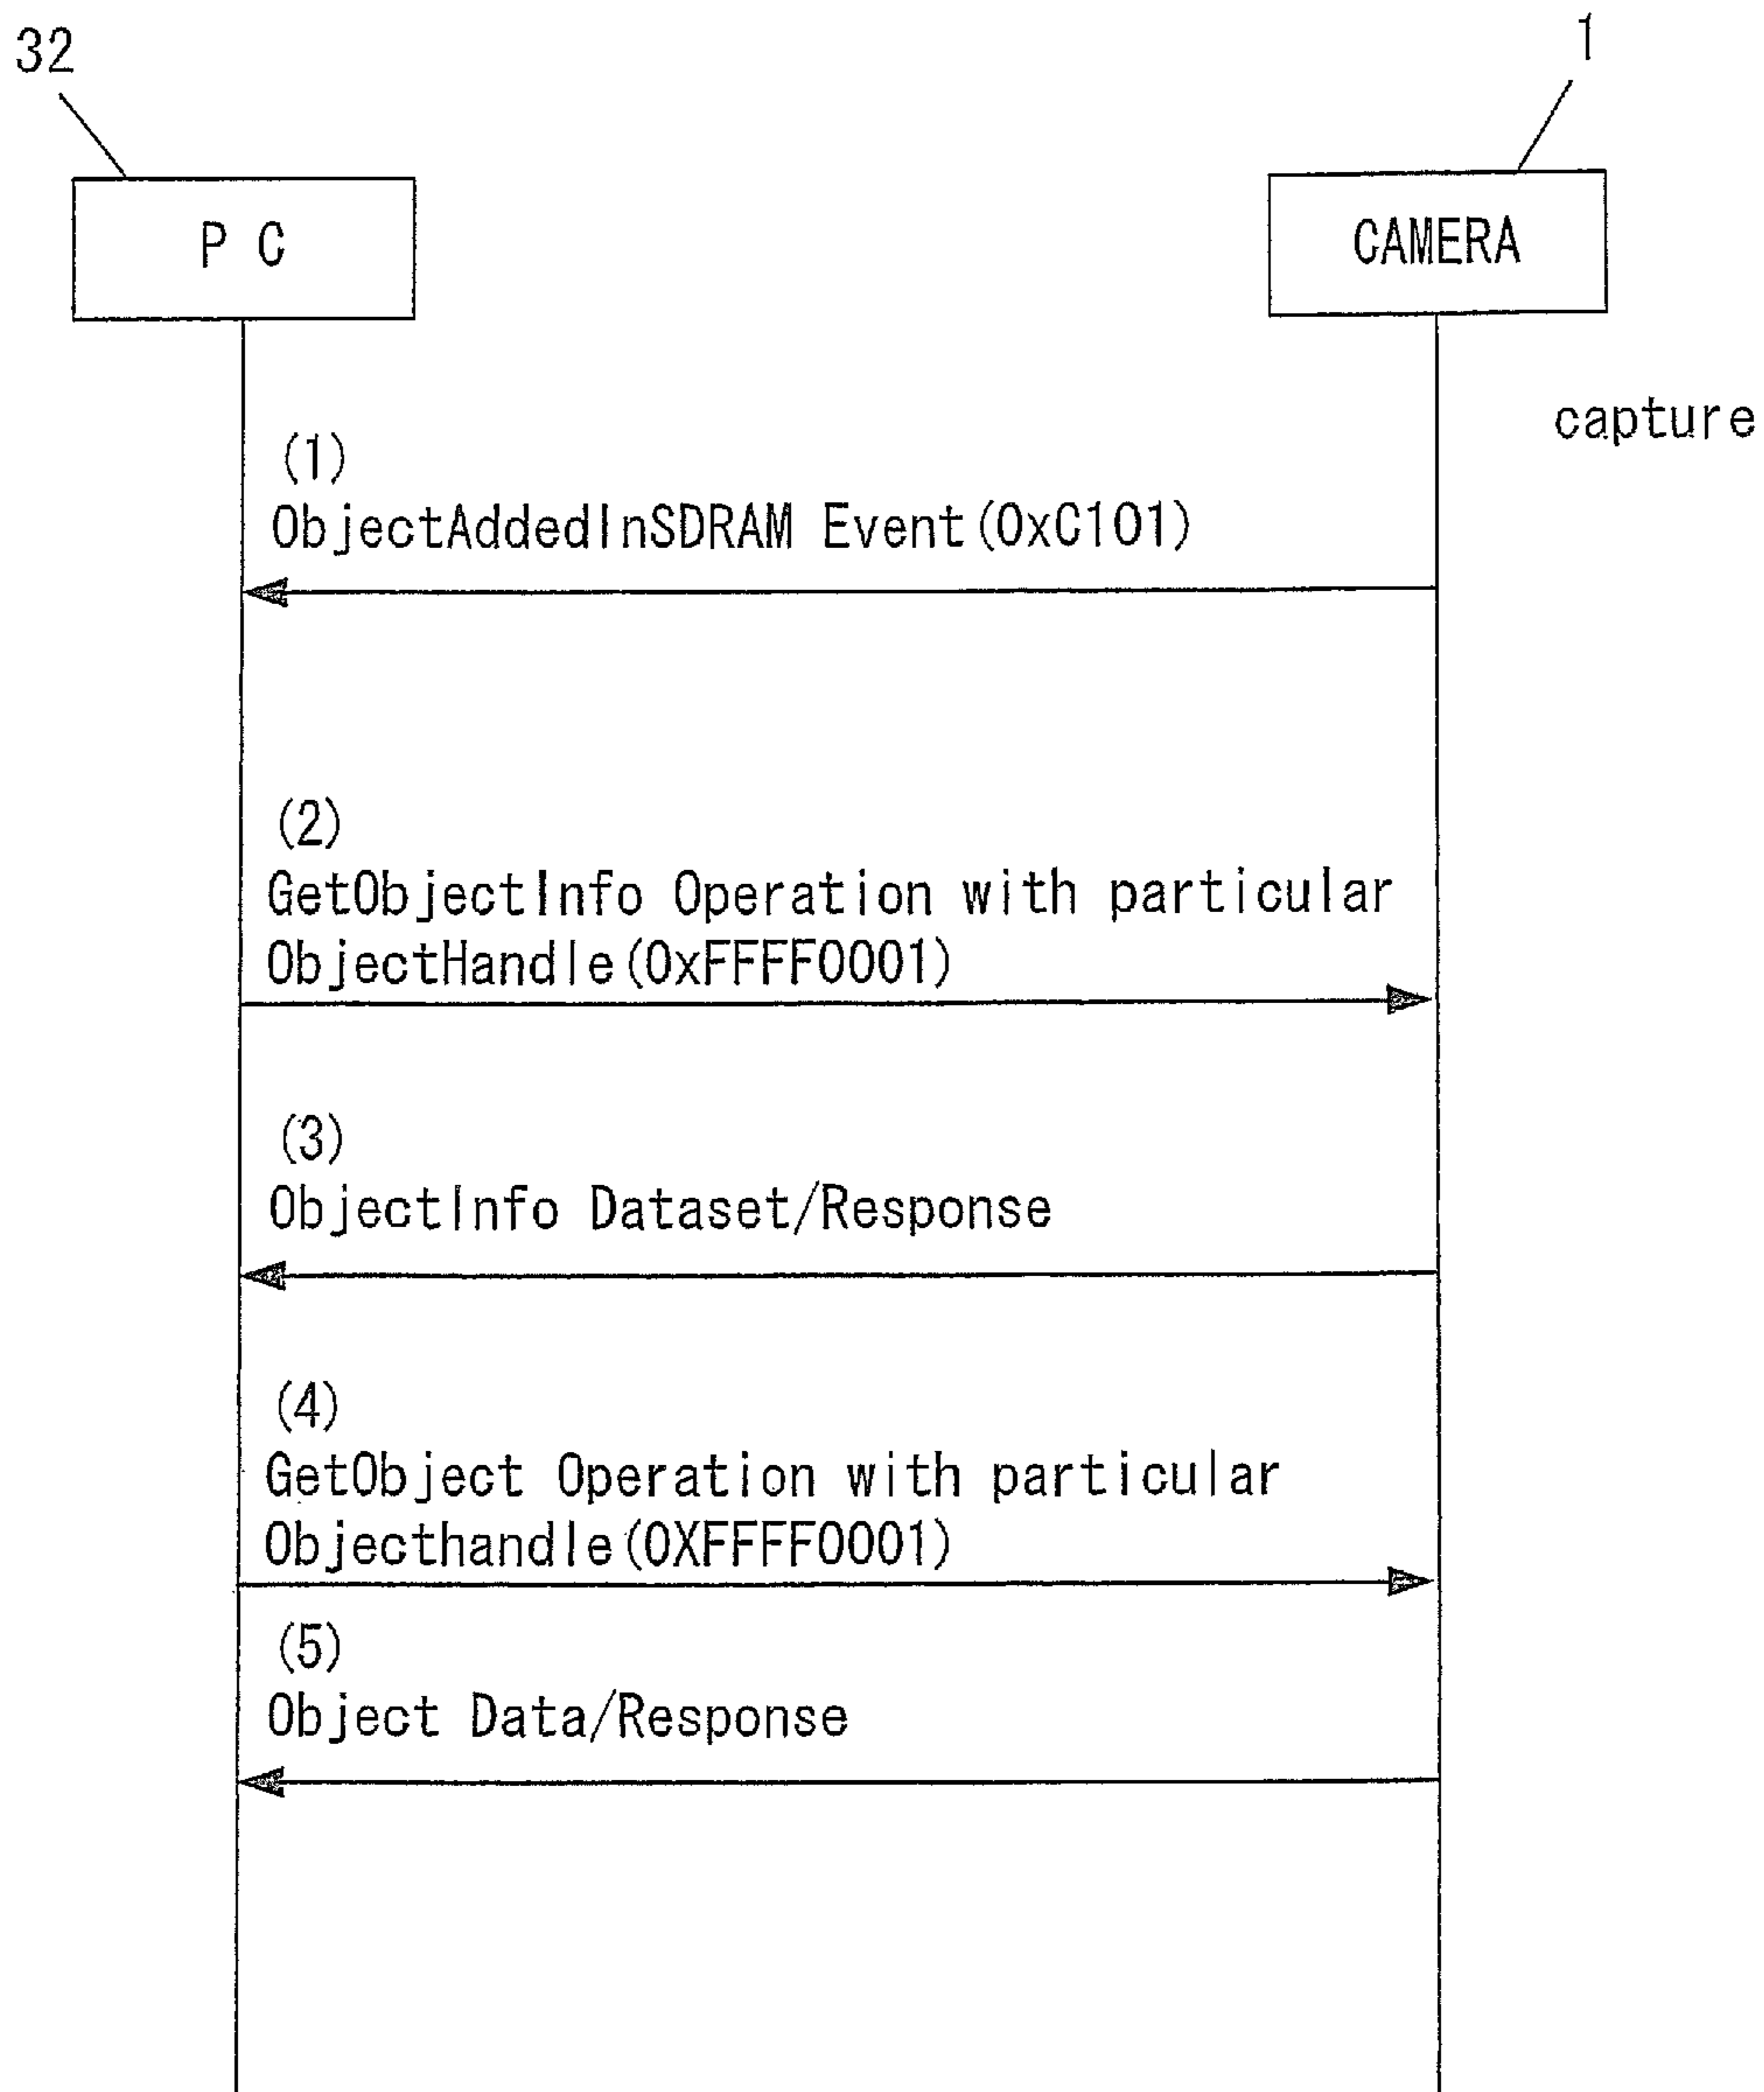 32
1
PC
CAMERA
capture
(1)
ObjectAddedInSDRAM Event(0xC101)
(2)
GetObjectInfo Operation with particular
ObjectHandle(0xFFFF0001)
(3)
ObjectInfo Dataset/Response
(4)
GetObject Operation with particular
Objecthandle(0XFFFF0001)
(5)
Object Data/Response